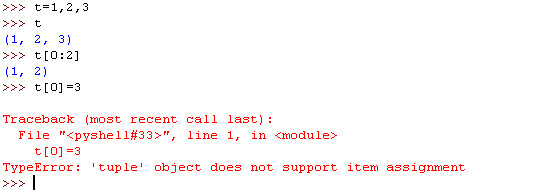 >>> t=1,2,3
>>> t
(1, 2, 3)
>>> t[0:2]
(1, 2)
>>> t[0]=3
Traceback (most recent call last):
  File "<pyshell#33>", line 1, in <module>
    t[0]=3
TypeError: 'tuple' object does not support item assignment
>>>